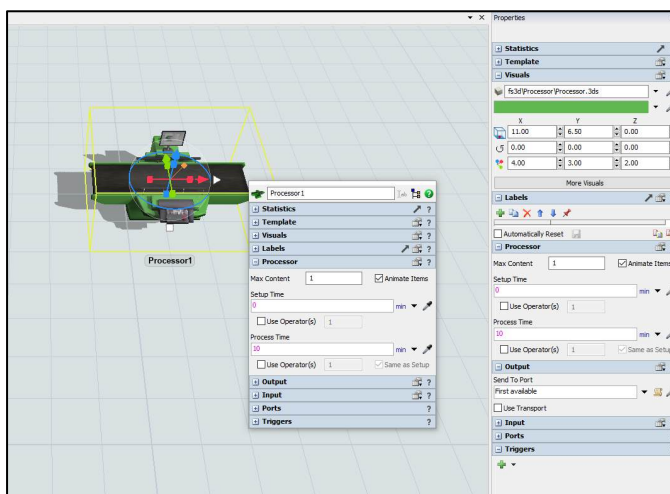 Properties
Statistics
Template
Visuals
fs3d\Processor\Processor.3ds
X Y Z
11.00 6.50 0.00
0.00 0.00 0.00
4.00 3.00 2.00
More Visuals
Labels
Automatically Reset
Processor
Max Content 1 Animate Items
Setup Time
0 min
Use Operator(s) 1
Process Time
10 min
Use Operator(s) 1 Same as Setup
Output
Send To Port
First available
Use Transport
Input
Ports
Triggers
Processor1
Processor1
Statistics ?
Template ?
Visuals ?
Labels ?
Processor ?
Max Content 1 Animate Items
Setup Time
0 min
Use Operator(s) 1
Process Time
10 min
Use Operator(s) 1 Same as Setup
Output ?
Input ?
Ports ?
Triggers ?